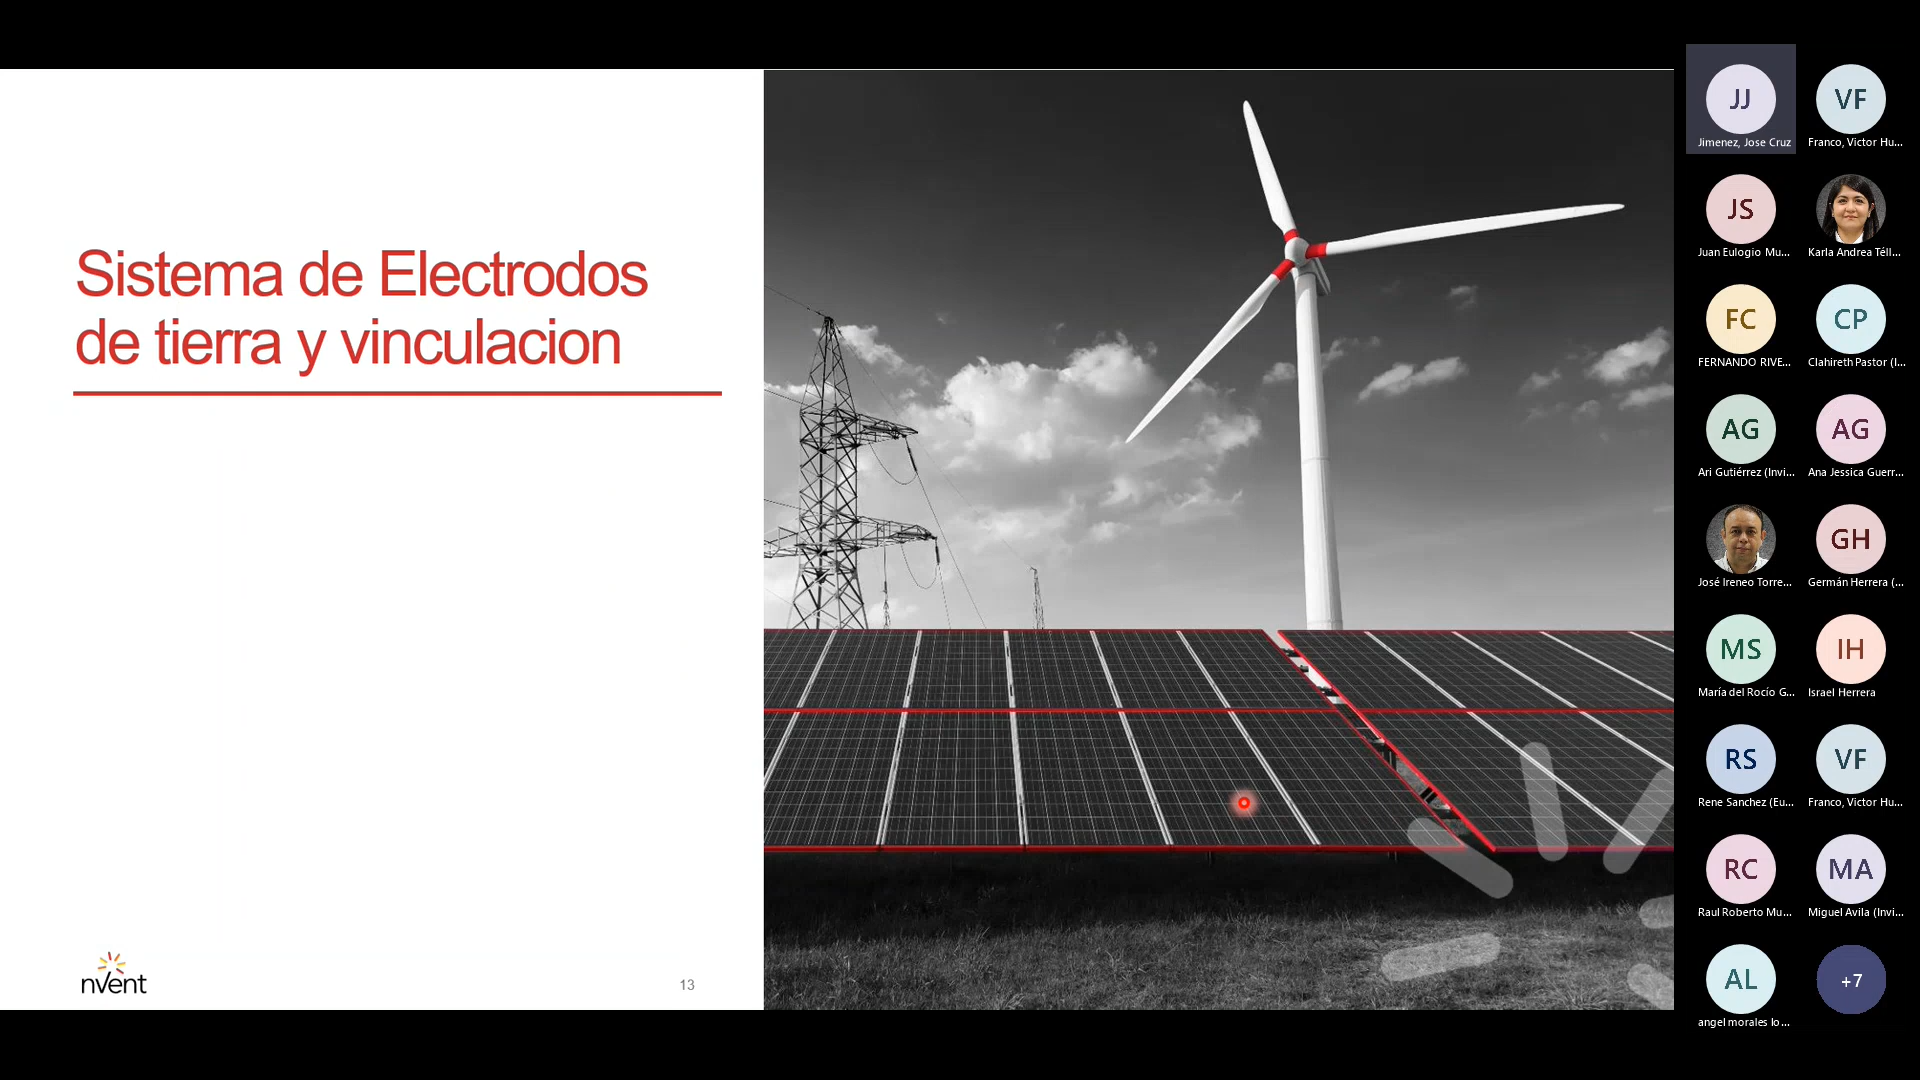 Sistema de Electrodos
de tierra y vinculacion
nvent
13
JJ
Jimenez, Jose Cruz
VF
Franco, Victor Hu...
JS
Juan Eulogio Mu...
Karla Andrea Téll...
FC
FERNANDO RIVE...
CP
Clahireth Pastor (I...
AG
Ari Gutiérrez (Invi...
AG
Ana Jessica Guerr...
José Ireneo Torre...
GH
Germán Herrera (...
MS
María del Rocío G...
IH
Israel Herrera
RS
Rene Sanchez (Eu...
VF
Franco, Victor Hu...
RC
Raul Roberto Mu...
MA
Miguel Avila (Invi...
AL
angel morales lo...
+7